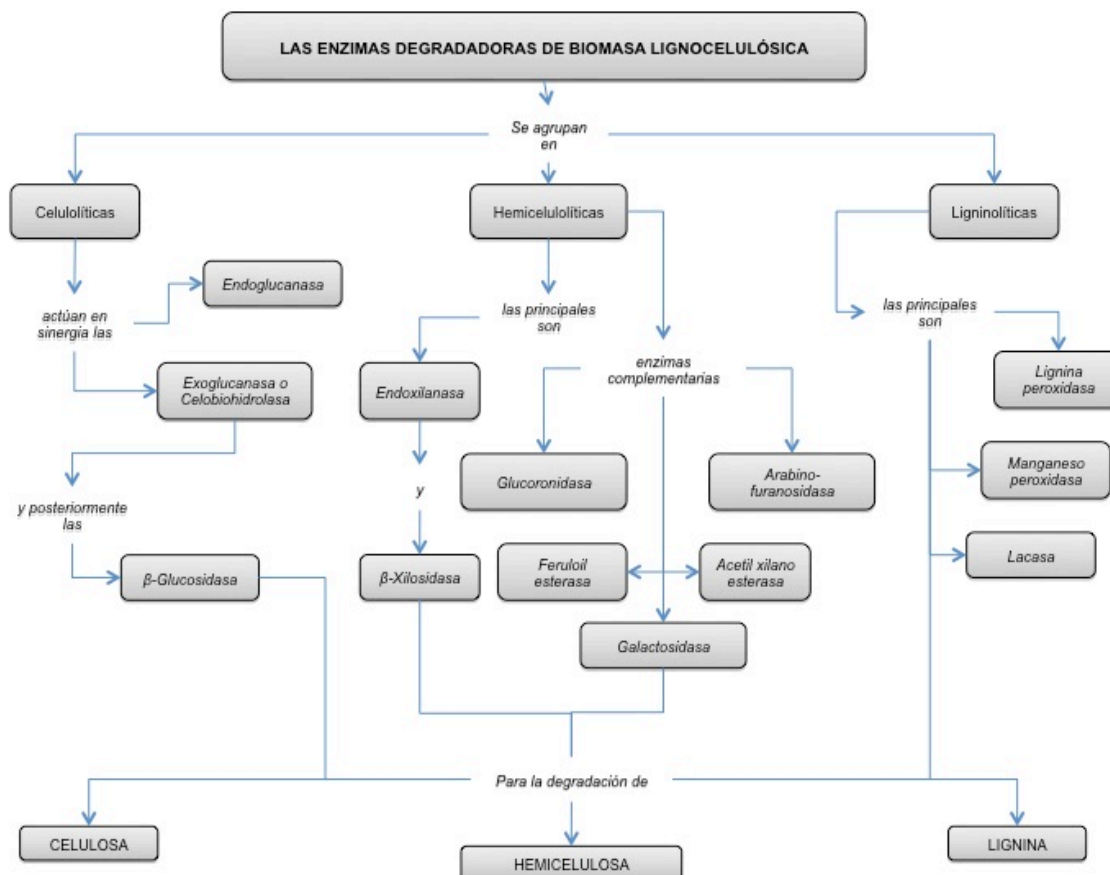 LAS ENZIMAS DEGRADADORAS DE BIOMASA LIGNOCELULÓSICA
Se agrupan
en
Celulolíticas
Hemicelulolíticas
Ligninolíticas
Endoglucanasa
actúan en
sinergia las
las principales
son
las principales
son
Exoglucanasa o
Celobiohidrolasa
Endoxilanasa
enzimas
complementarias
Lignina
peroxidasa
Glucoronidasa
Arabino-
furanosidasa
Manganeso
peroxidasa
y posteriormente
las
y
Lacasa
β-Glucosidasa
β-Xilosidasa
Feruloil
esterasa
Acetil xilano
esterasa
Galactosidasa
Para la degradación de
CELULOSA
HEMICELULOSA
LIGNINA